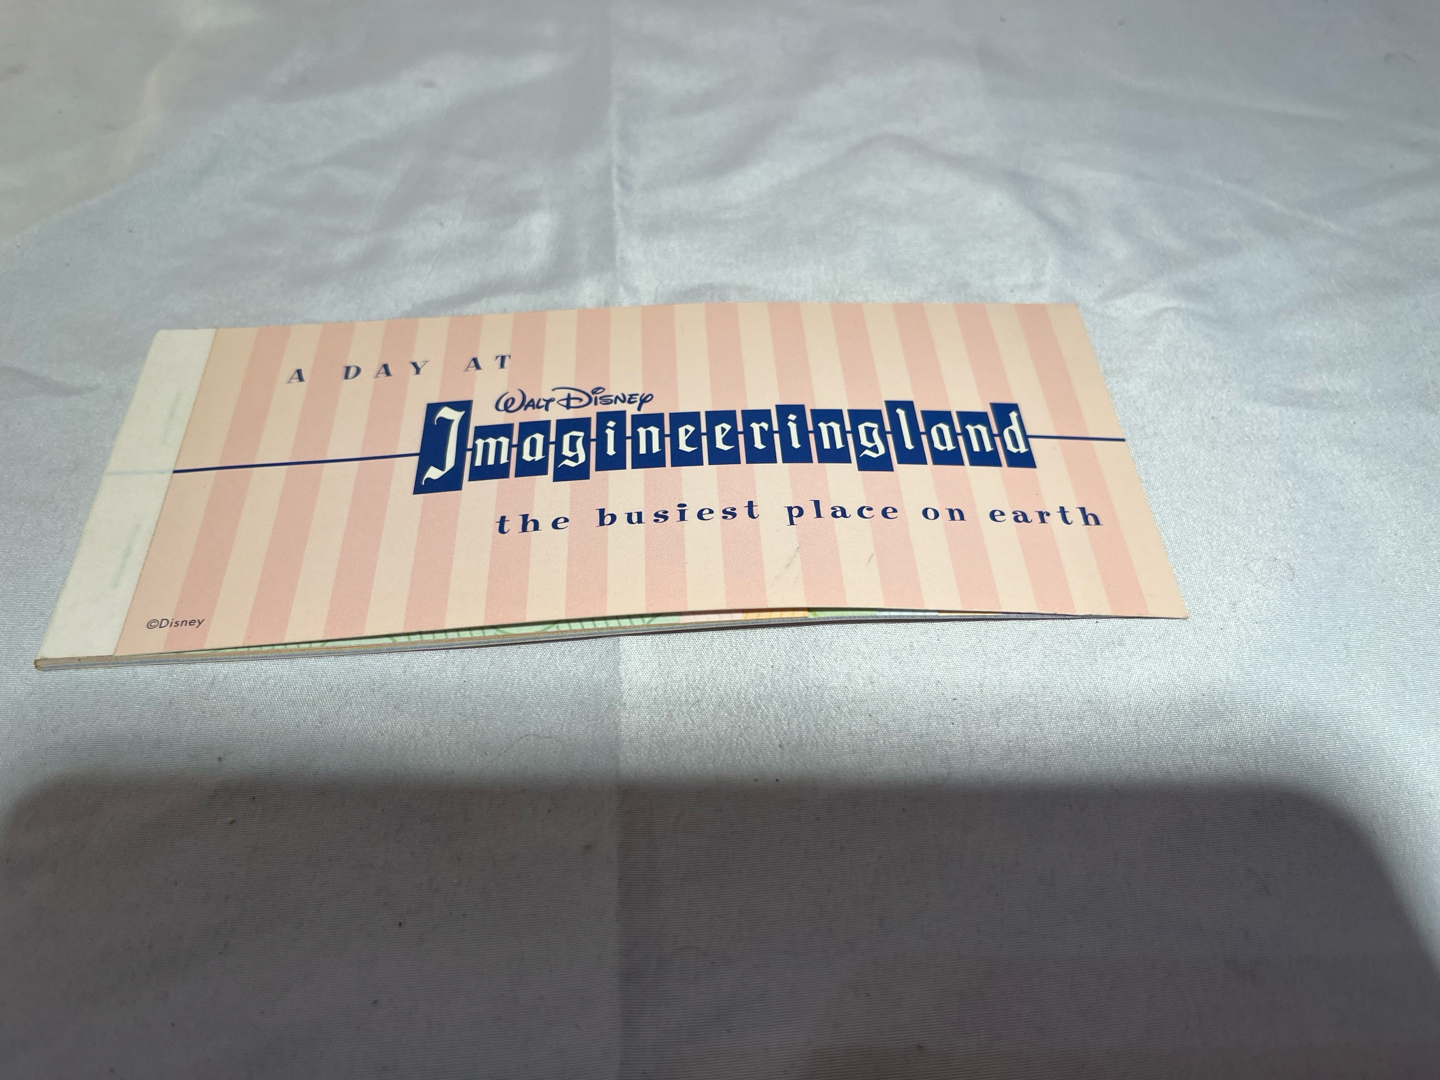 A DAY AT
WALT DISNEY
Imagineeringland
the busiest place on earth
©Disney